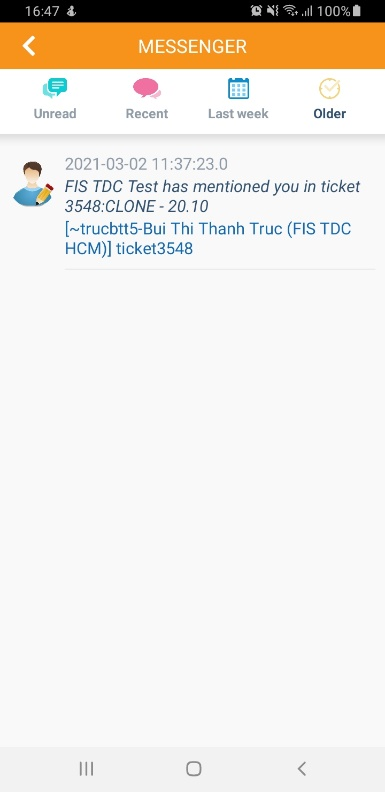 16:47
100%
MESSENGER
Unread
Recent
Last week
Older
2021-03-02 11:37:23.0
FIS TDC Test has mentioned you in ticket
3548:CLONE - 20.10
[~trucbtt5-Bui Thi Thanh Truc (FIS TDC
HCM)] ticket3548